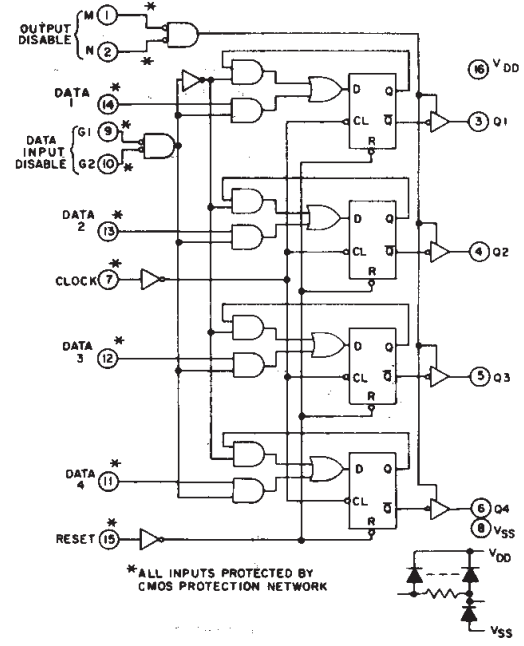 OUTPUT DISABLE
M 1 *
N 2 *
16 VDD
DATA 1 14 *
D Q
CL Q̅
R
3 Q1
DATA INPUT DISABLE
G1 9 *
G2 10 *
DATA 2 13 *
D Q
CL Q̅
R
4 Q2
CLOCK 7 *
DATA 3 12 *
D Q
CL Q̅
R
5 Q3
DATA 4 11 *
D Q
CL Q̅
R
6 Q4
8 VSS
RESET 15 *
*ALL INPUTS PROTECTED BY
CMOS PROTECTION NETWORK
VDD
VSS